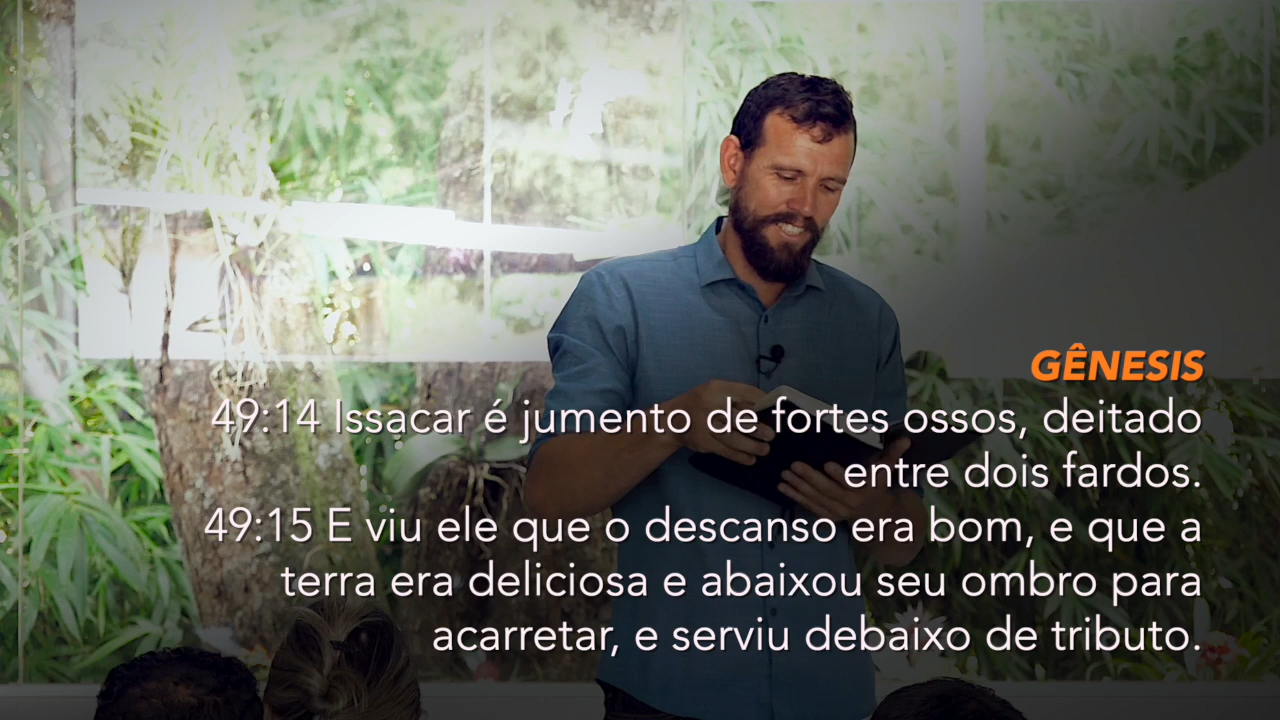 GÊNESIS
49:14 Issacar é jumento de fortes ossos, deitado
entre dois fardos.
49:15 E viu ele que o descanso era bom, e que a
terra era deliciosa e abaixou seu ombro para
acarretar, e serviu debaixo de tributo.